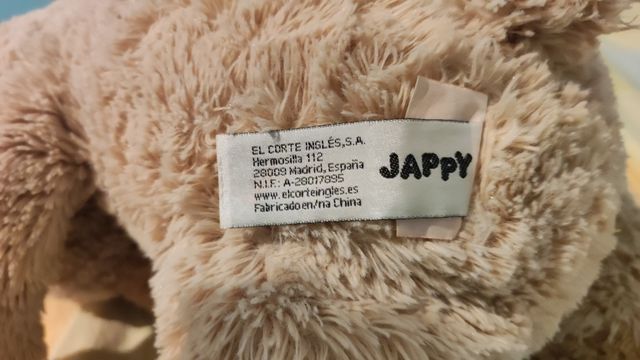 EL CORTE INGLÉS,S.A.
Hermosilla 112
28009 Madrid, España
N.I.F.: A-28017895
www.elcorteingles.es
Fabricado en/na China
JAPPY